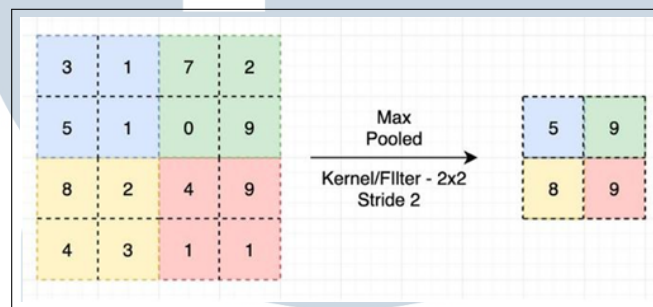 3 1 7 2
5 1 0 9
8 2 4 9
4 3 1 1
Max
Pooled
Kernel/FIlter - 2x2
Stride 2
5 9
8 9